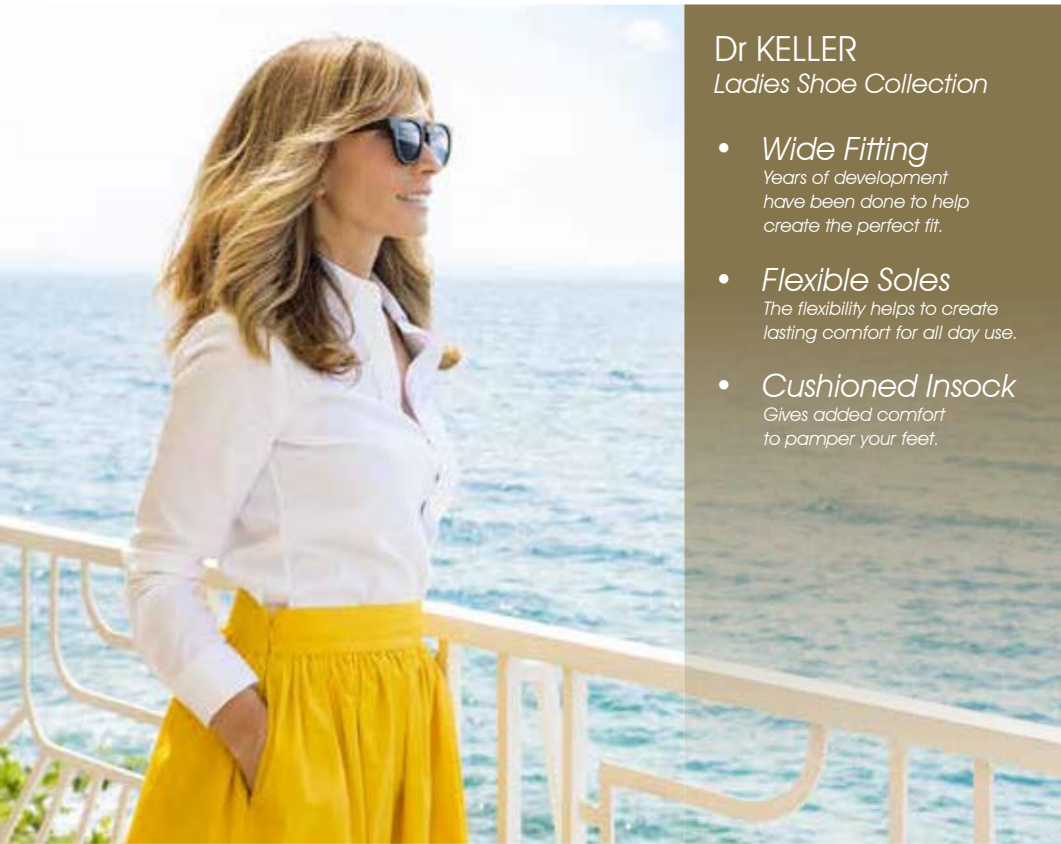 Dr KELLER
Ladies Shoe Collection
• Wide Fitting
Years of development
have been done to help
create the perfect fit.
• Flexible Soles
The flexibility helps to create
lasting comfort for all day use.
• Cushioned Insock
Gives added comfort
to pamper your feet.